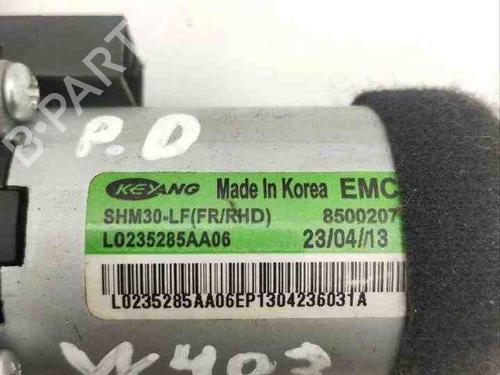 P.D
KEYANG Made In Korea EMC
SHM30-LF(FR/RHD) 8500207
L0235285AA06 23/04/13
L0235285AA06EP1304236031A
W403
B-PARTS